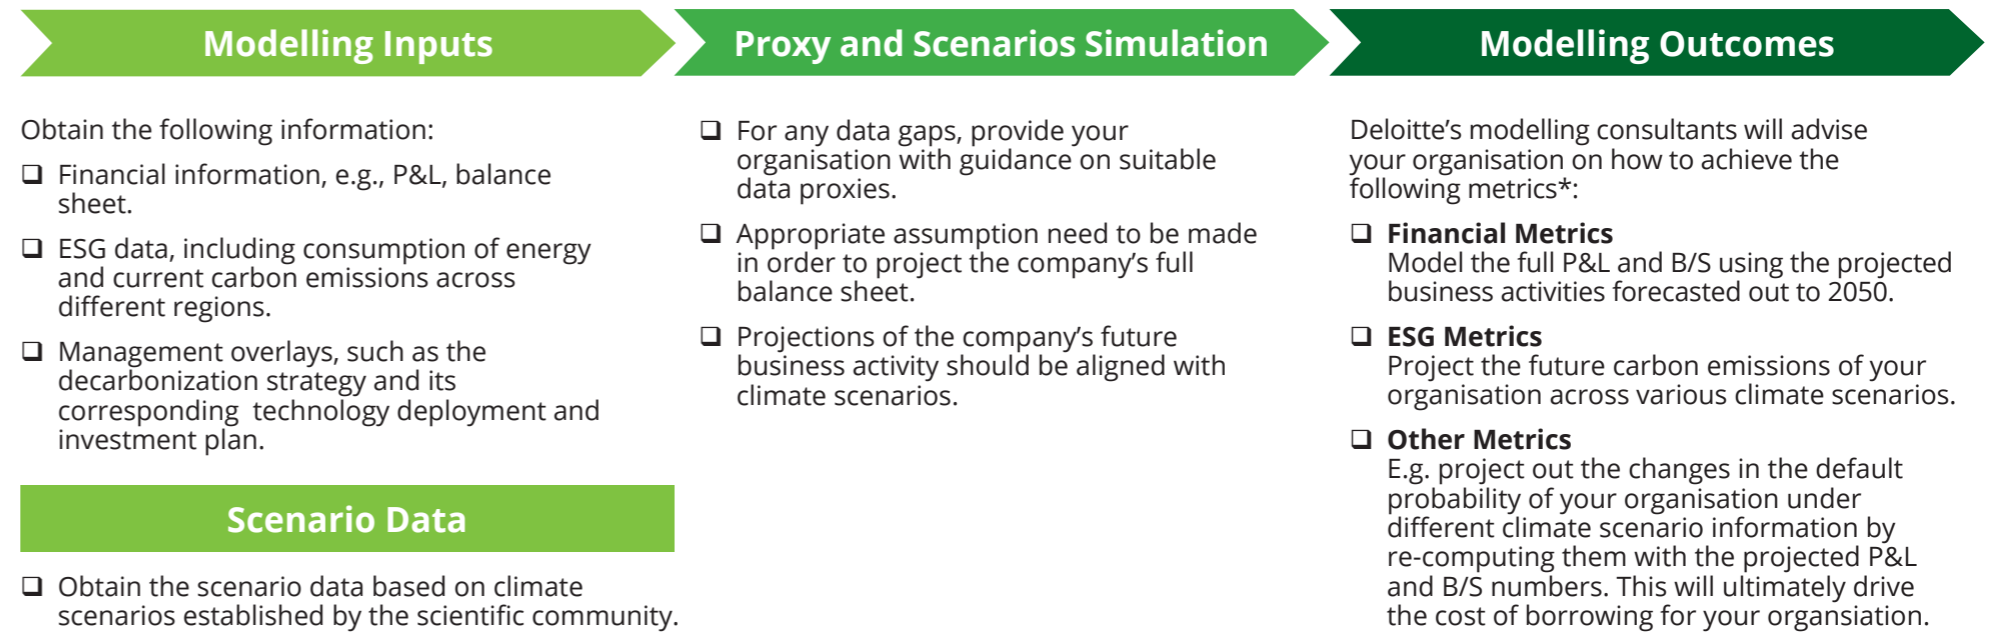 Modelling Inputs
Obtain the following information:
❑ Financial information, e.g., P&L, balance
sheet.
❑ ESG data, including consumption of energy
and current carbon emissions across
different regions.
❑ Management overlays, such as the
decarbonization strategy and its
corresponding  technology deployment and
investment plan.
Scenario Data
❑ Obtain the scenario data based on climate
scenarios established by the scientific community.
Proxy and Scenarios Simulation
❑ For any data gaps, provide your
organisation with guidance on suitable
data proxies.
❑ Appropriate assumption need to be made
in order to project the company’s full
balance sheet.
❑ Projections of the company’s future
business activity should be aligned with
climate scenarios.
Modelling Outcomes
Deloitte’s modelling consultants will advise
your organisation on how to achieve the
following metrics*:
❑ Financial Metrics
Model the full P&L and B/S using the projected
business activities forecasted out to 2050.
❑ ESG Metrics
Project the future carbon emissions of your
organisation across various climate scenarios.
❑ Other Metrics
E.g. project out the changes in the default
probability of your organisation under
different climate scenario information by
re-computing them with the projected P&L
and B/S numbers. This will ultimately drive
the cost of borrowing for your organsiation.